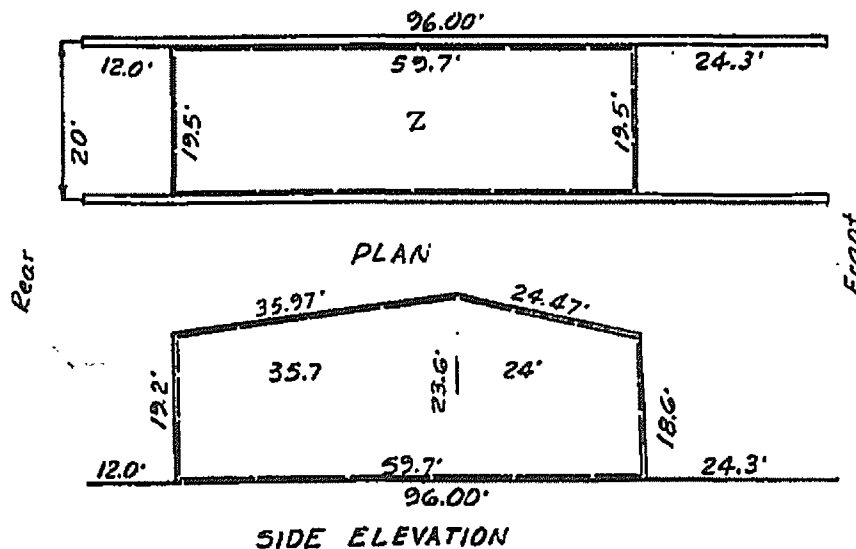 96.00'
12.0' 59.7' 24.3'
20' 19.5' Z 19.5'
Rear PLAN Front
35.97' 24.47'
19.2' 35.7 23.6' 24' 18.6'
12.0' 59.7' 24.3'
96.00'
SIDE ELEVATION